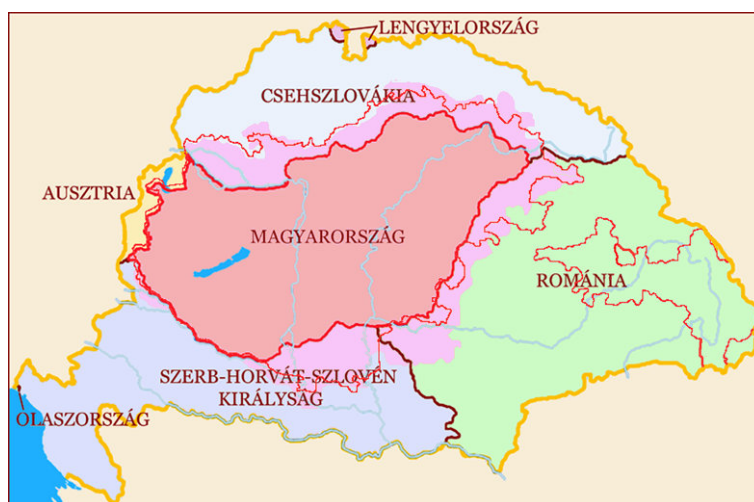 LENGYELORSZÁG
CSEHSZLOVÁKIA
AUSZTRIA
MAGYARORSZÁG
ROMÁNIA
SZERB-HORVÁT-SZLOVÉN
KIRÁLYSÁG
OLASZORSZÁG